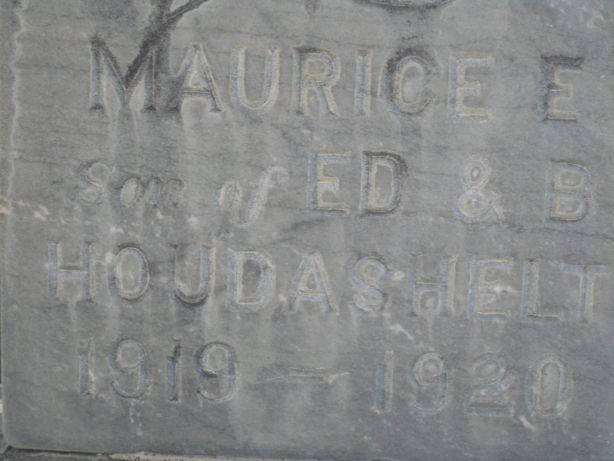 MAURICE E.
Son of ED & B
HOUDASHELT
1919 — 1920